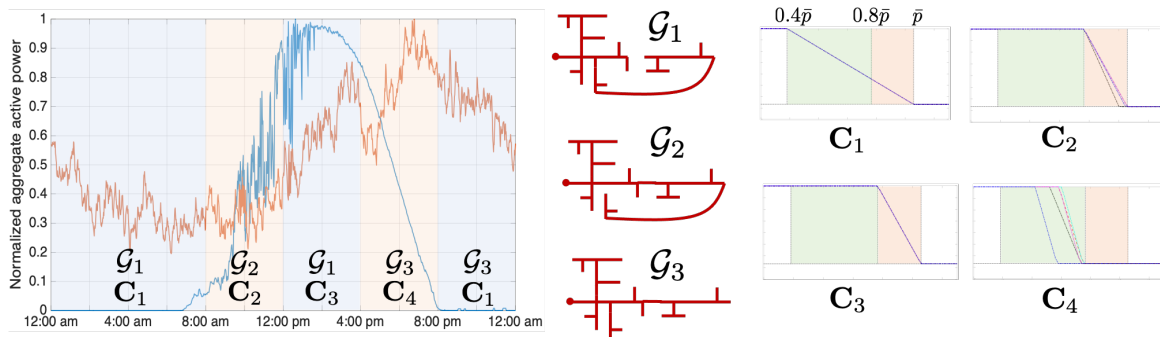 Normalized aggregate active power
1
0.9
0.8
0.7
0.6
0.5
0.4
0.3
0.2
0.1
0
𝒢₁ 𝒢₂ 𝒢₁ 𝒢₃ 𝒢₃
C₁ C₂ C₃ C₄ C₁
12:00 am 4:00 am 8:00 am 12:00 pm 4:00 pm 8:00 pm 12:00 am
𝒢₁
𝒢₂
𝒢₃
0.4p̄ 0.8p̄ p̄
C₁ C₂
C₃ C₄